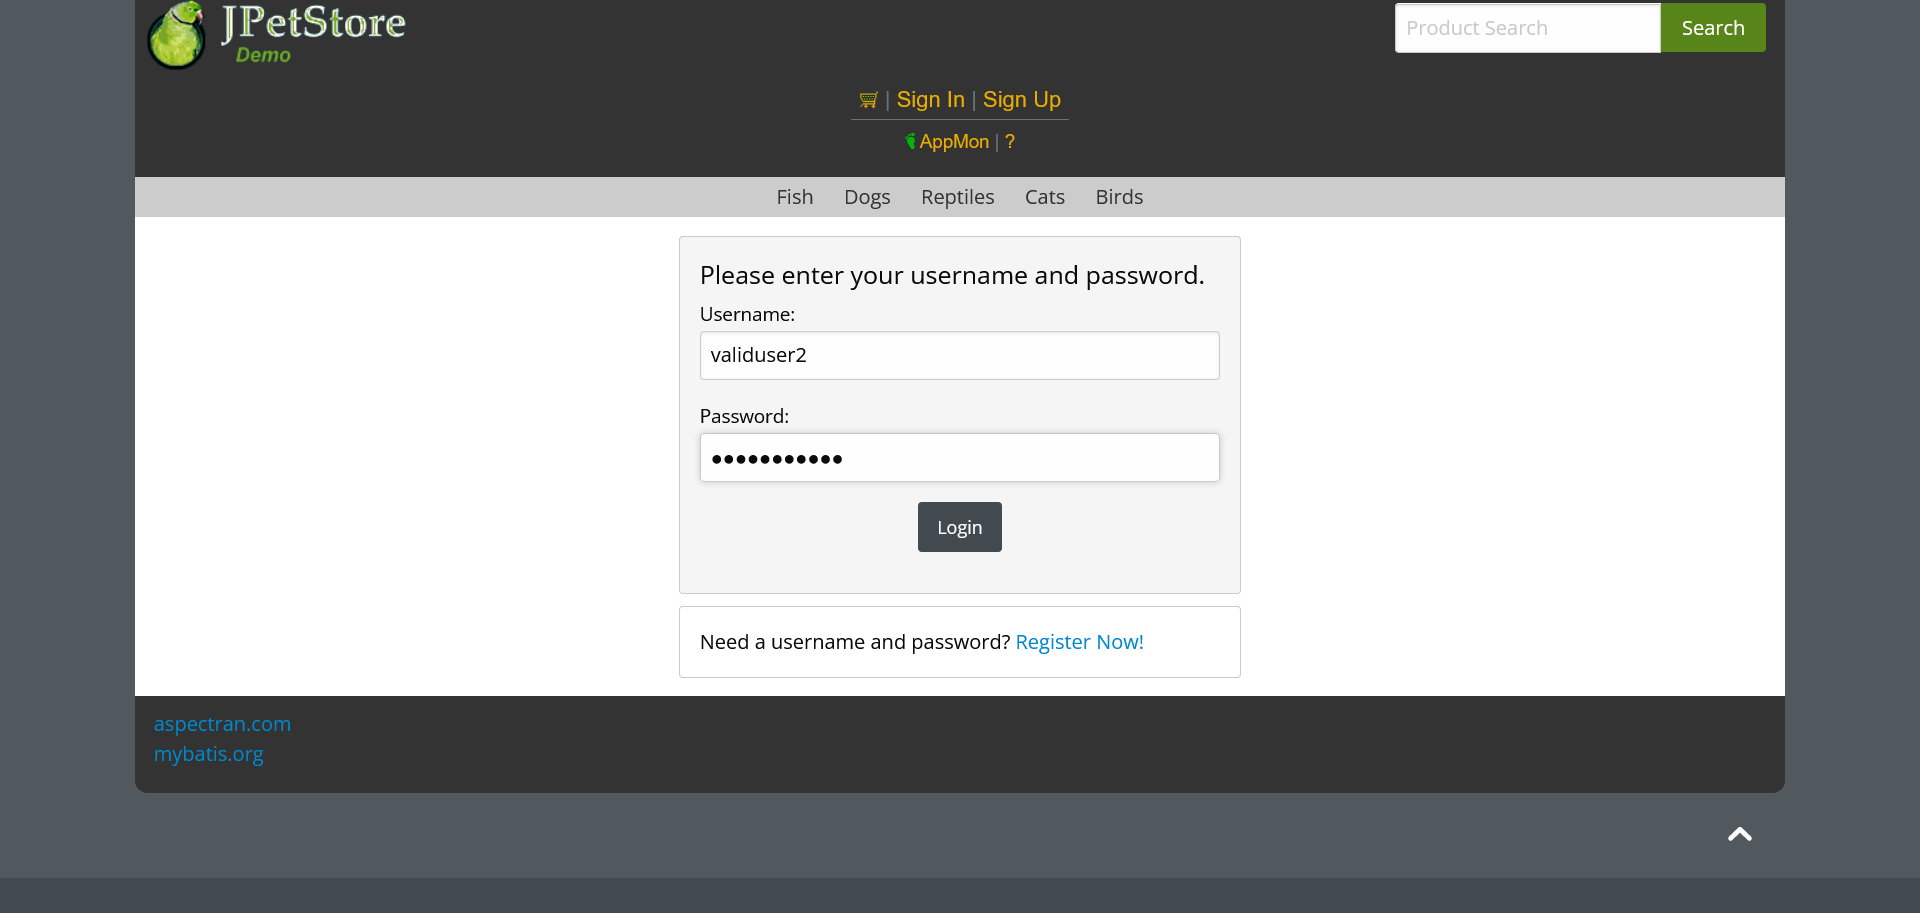 JPetStore
Demo
Product Search
Search
| Sign In | Sign Up
AppMon | ?
Fish Dogs Reptiles Cats Birds
Please enter your username and password.
Username:
validuser2
Password:
●●●●●●●●●●●
Login
Need a username and password? Register Now!
aspectran.com
mybatis.org